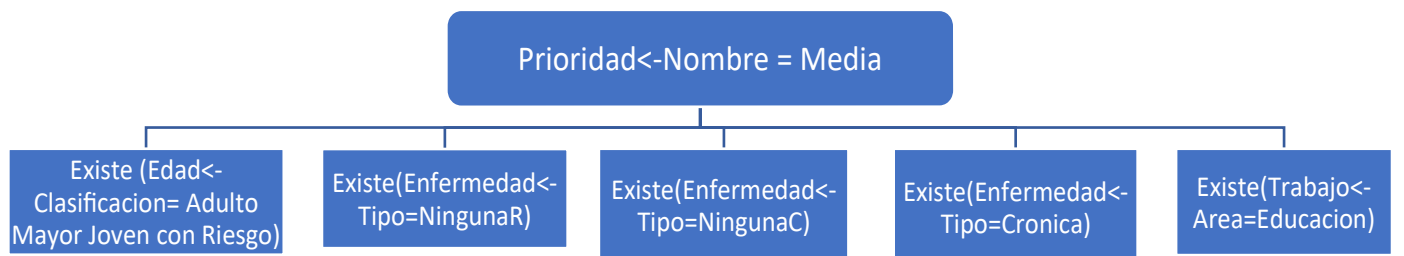 Prioridad<-Nombre = Media
Existe (Edad<-
Clasificacion= Adulto
Mayor Joven con Riesgo)
Existe(Enfermedad<-
Tipo=NingunaR)
Existe(Enfermedad<-
Tipo=NingunaC)
Existe(Enfermedad<-
Tipo=Cronica)
Existe(Trabajo<-
Area=Educacion)